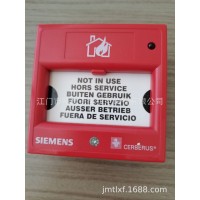 NOT IN USE
HORS SERVICE
BUITEN GEBRUIK
FUORI SERVIZIO
AUSSER BETRIEB
FUERA DE SERVICIO
SIEMENS
CERBERUS
jmtlxf.1688.com